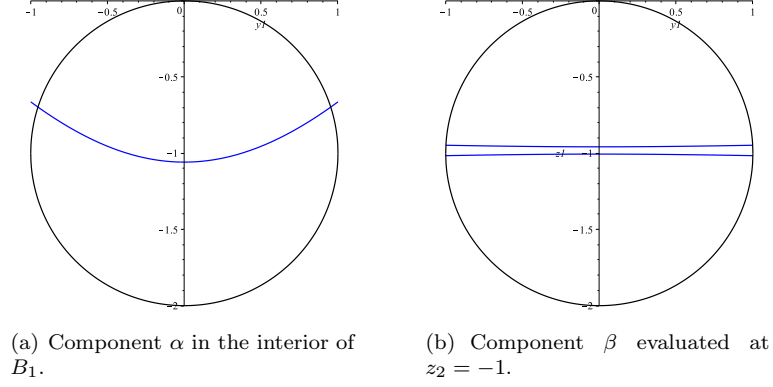 -1 -0.5 0 0.5 1
y1
-0.5
-1
-1.5
-2
-1 -0.5 0 0.5 1
y1
-0.5
z1 -1
-1.5
-2
(a) Component α in the interior of
B₁.
(b) Component β evaluated at
z₂ = −1.